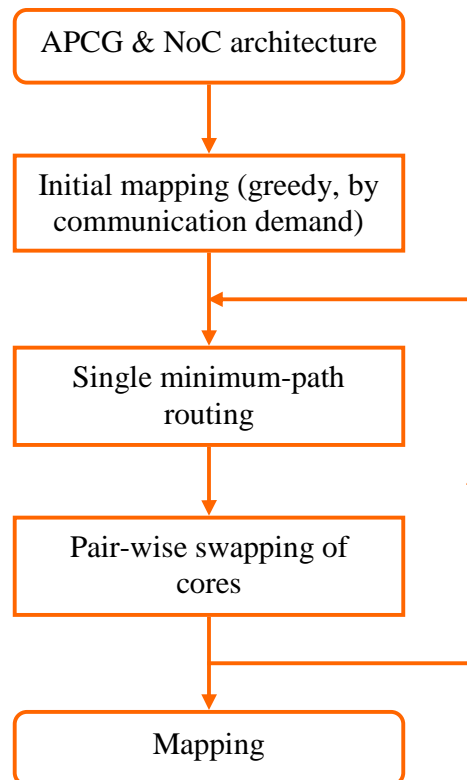 APCG & NoC architecture
Initial mapping (greedy, by
communication demand)
Single minimum-path
routing
Pair-wise swapping of
cores
Mapping